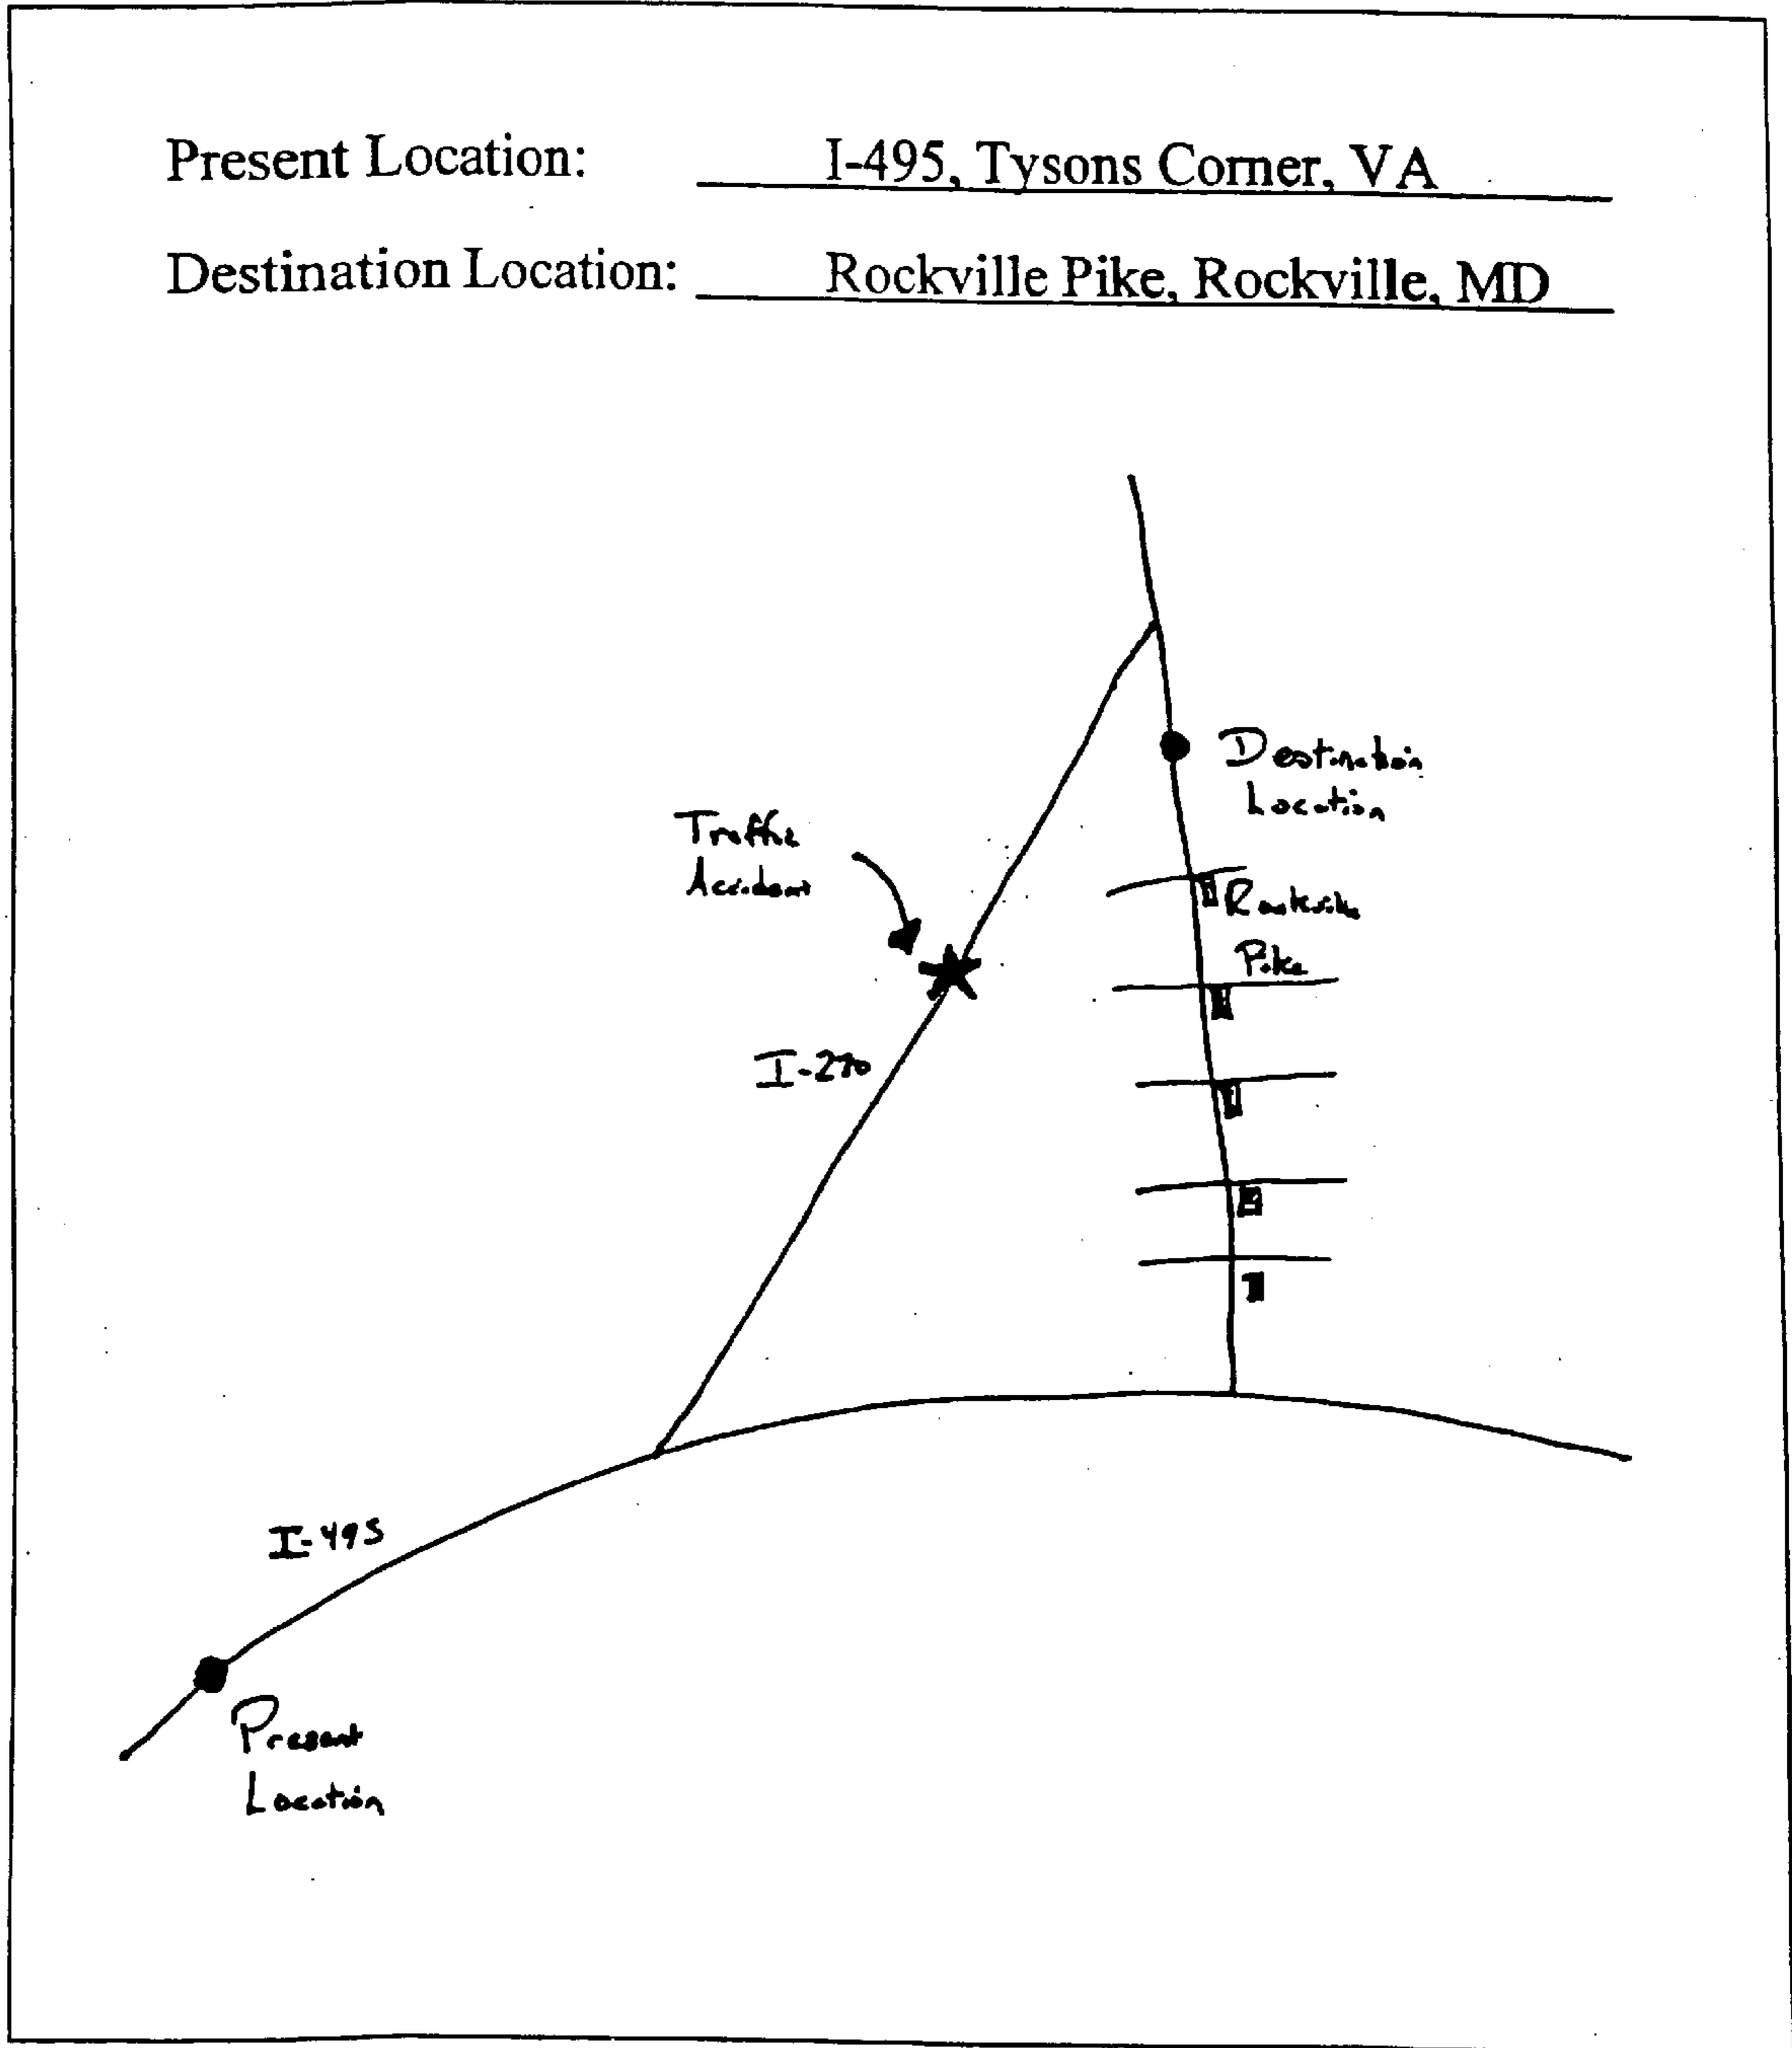 Present Location: I-495, Tysons Corner, VA
Destination Location: Rockville Pike, Rockville, MD
Destination
Location
Traffic
Accident
Rockville
Pike
I-270
I-495
Present
Location